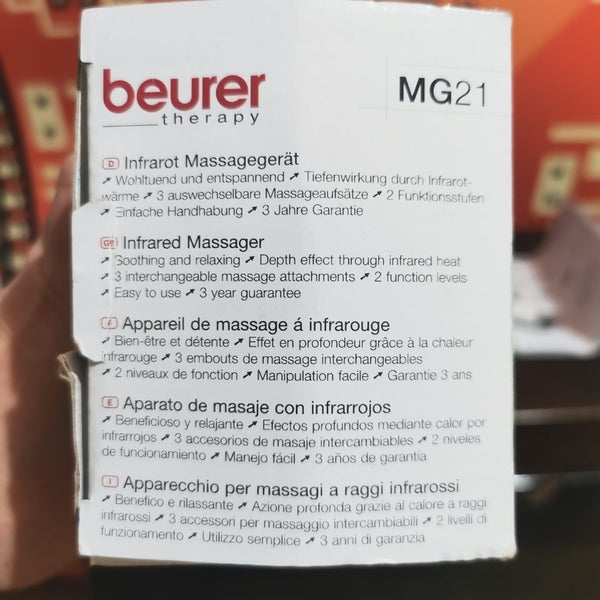 beurer
therapy
MG21
D Infrarot Massagegerät
↗ Wohltuend und entspannend ↗ Tiefenwirkung durch Infrarot-
wärme ↗ 3 auswechselbare Massageaufsätze ↗ 2 Funktionsstufen
↗ Einfache Handhabung ↗ 3 Jahre Garantie
GB Infrared Massager
↗ Soothing and relaxing ↗ Depth effect through infrared heat
↗ 3 interchangeable massage attachments ↗ 2 function levels
↗ Easy to use ↗ 3 year guarantee
F Appareil de massage á infrarouge
↗ Bien-être et détente ↗ Effet en profondeur grâce à la chaleur
infrarouge ↗ 3 embouts de massage interchangeables
↗ 2 niveaux de fonction ↗ Manipulation facile ↗ Garantie 3 ans
E Aparato de masaje con infrarrojos
↗ Beneficioso y relajante ↗ Efectos profundos mediante calor por
infrarrojos ↗ 3 accesorios de masaje intercambiables ↗ 2 niveles
de funcionamiento ↗ Manejo fácil ↗ 3 años de garantía
I Apparecchio per massagi a raggi infrarossi
↗ Benefico e rilassante ↗ Azione profonda grazie al calore a raggi
infrarossi ↗ 3 accessori per massaggio intercambiabili ↗ 2 livelli di
funzionamento ↗ Utilizzo semplice ↗ 3 anni di garanzia